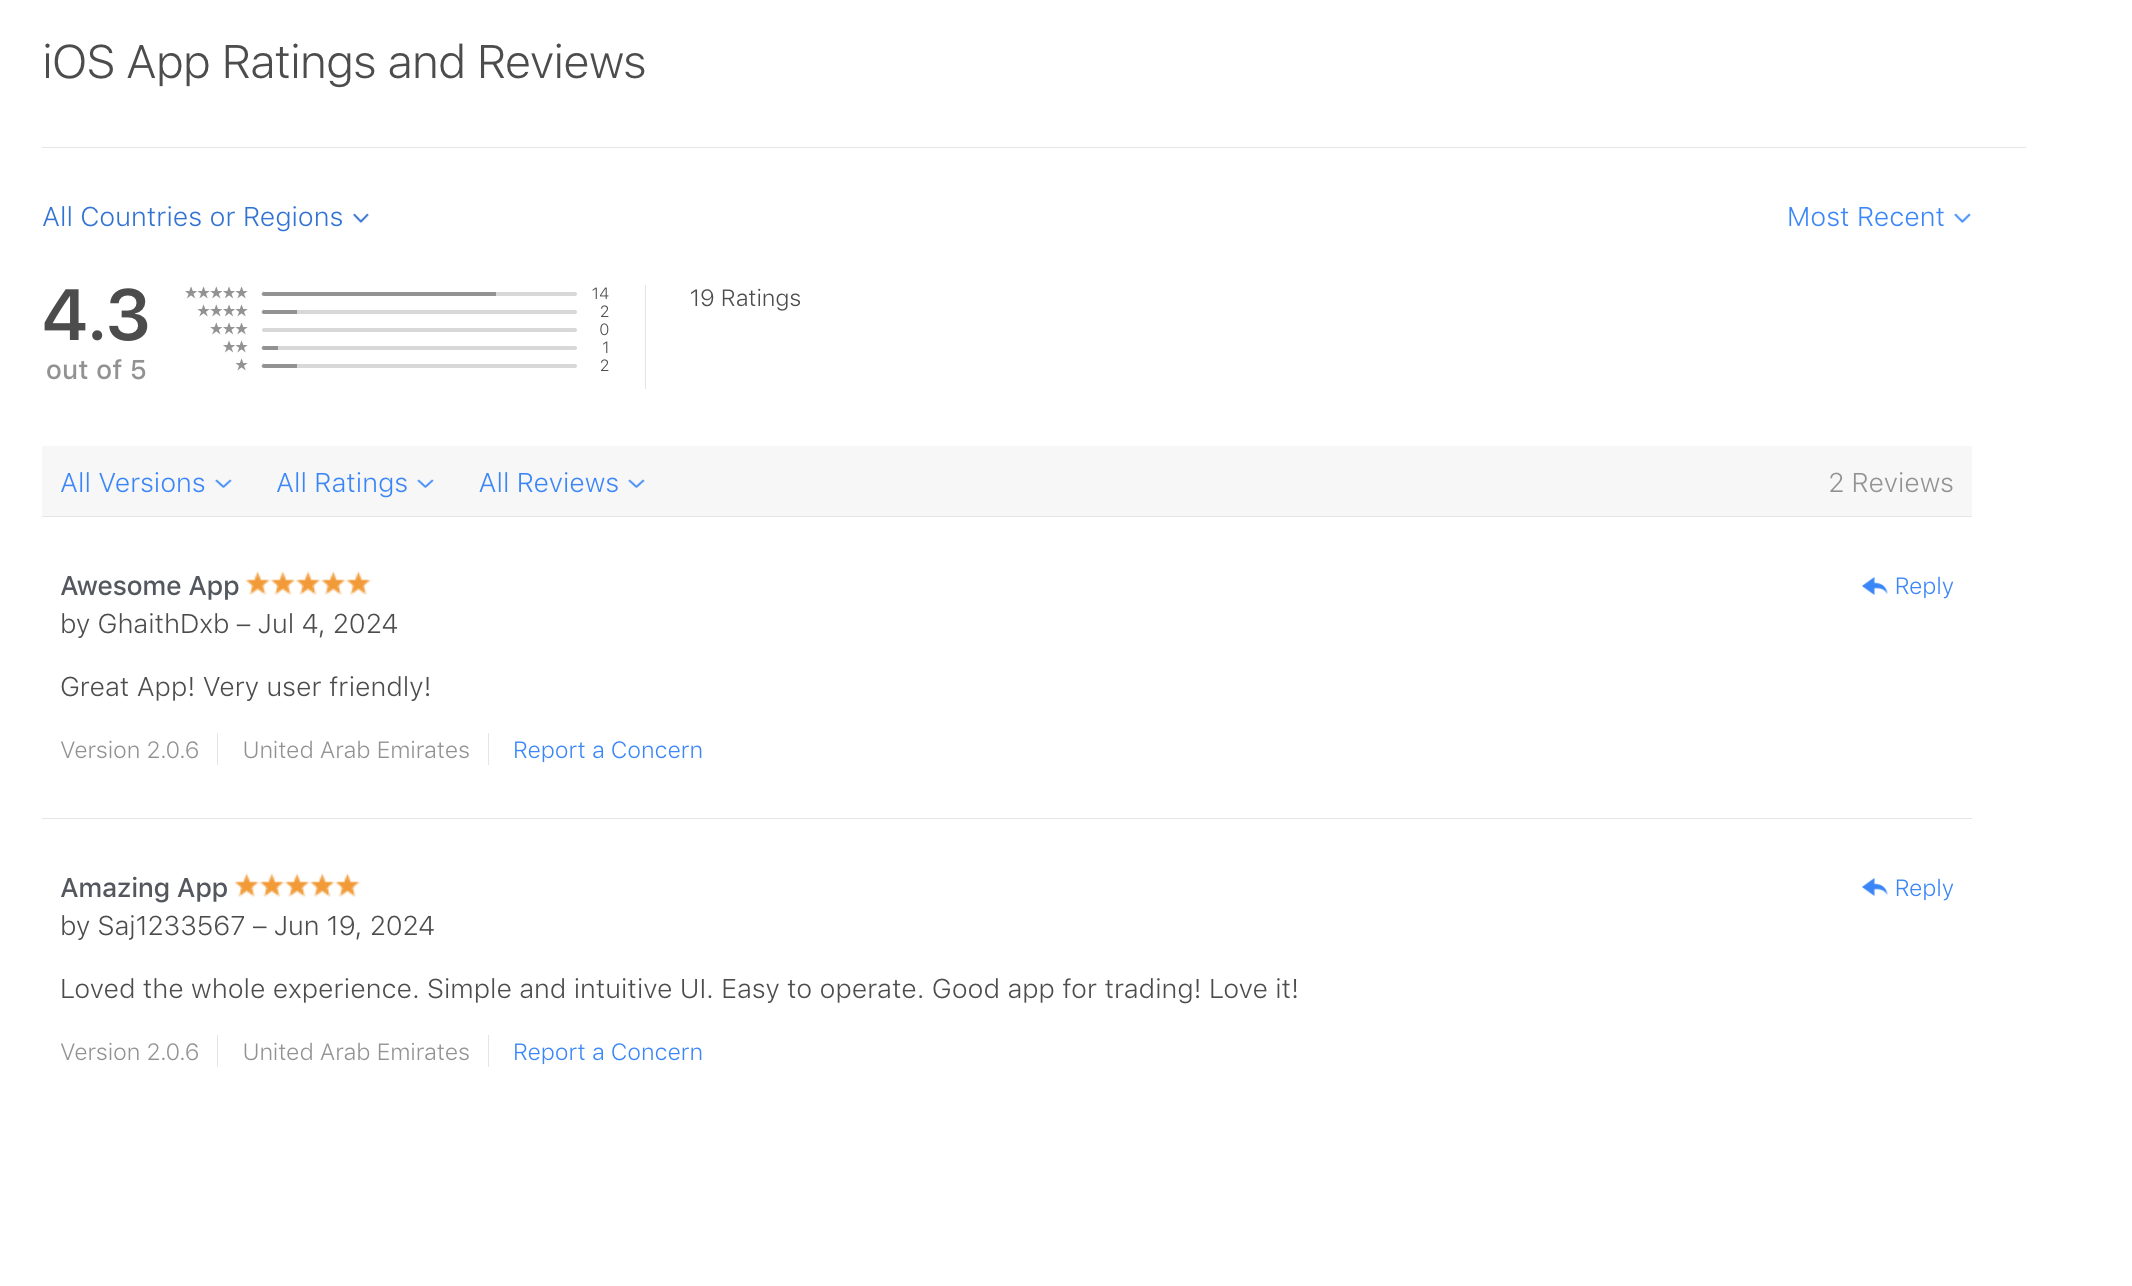 iOS App Ratings and Reviews
All Countries or Regions
Most Recent
4.3
out of 5
★★★★★ 14
★★★★ 2
★★★ 0
★★ 1
★ 2
19 Ratings
All Versions All Ratings All Reviews 2 Reviews
Awesome App ★★★★★
Reply
by GhaithDxb – Jul 4, 2024
Great App! Very user friendly!
Version 2.0.6 United Arab Emirates Report a Concern
Amazing App ★★★★★
Reply
by Saj1233567 – Jun 19, 2024
Loved the whole experience. Simple and intuitive UI. Easy to operate. Good app for trading! Love it!
Version 2.0.6 United Arab Emirates Report a Concern